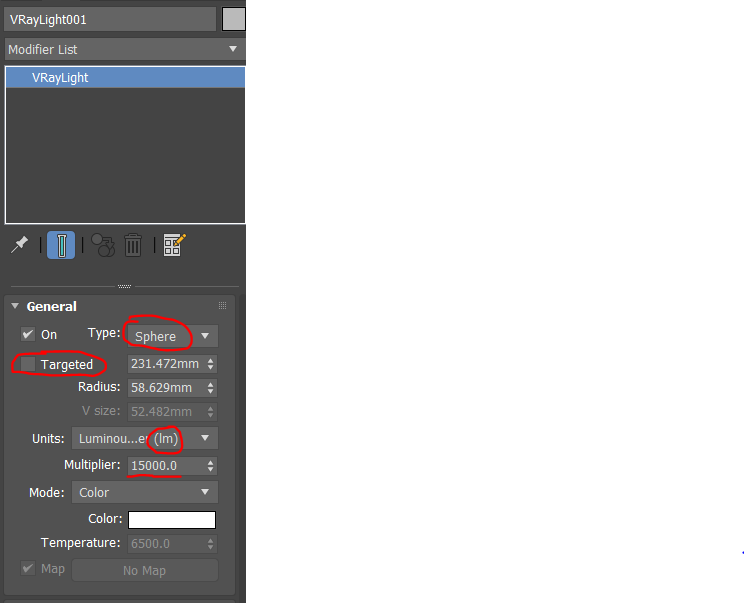 VRayLight001
Modifier List
VRayLight
General
On Type: Sphere
Targeted 231.472mm
Radius: 58.629mm
V size: 52.482mm
Units: Luminou...er (lm)
Multiplier: 15000.0
Mode: Color
Color:
Temperature: 6500.0
Map No Map